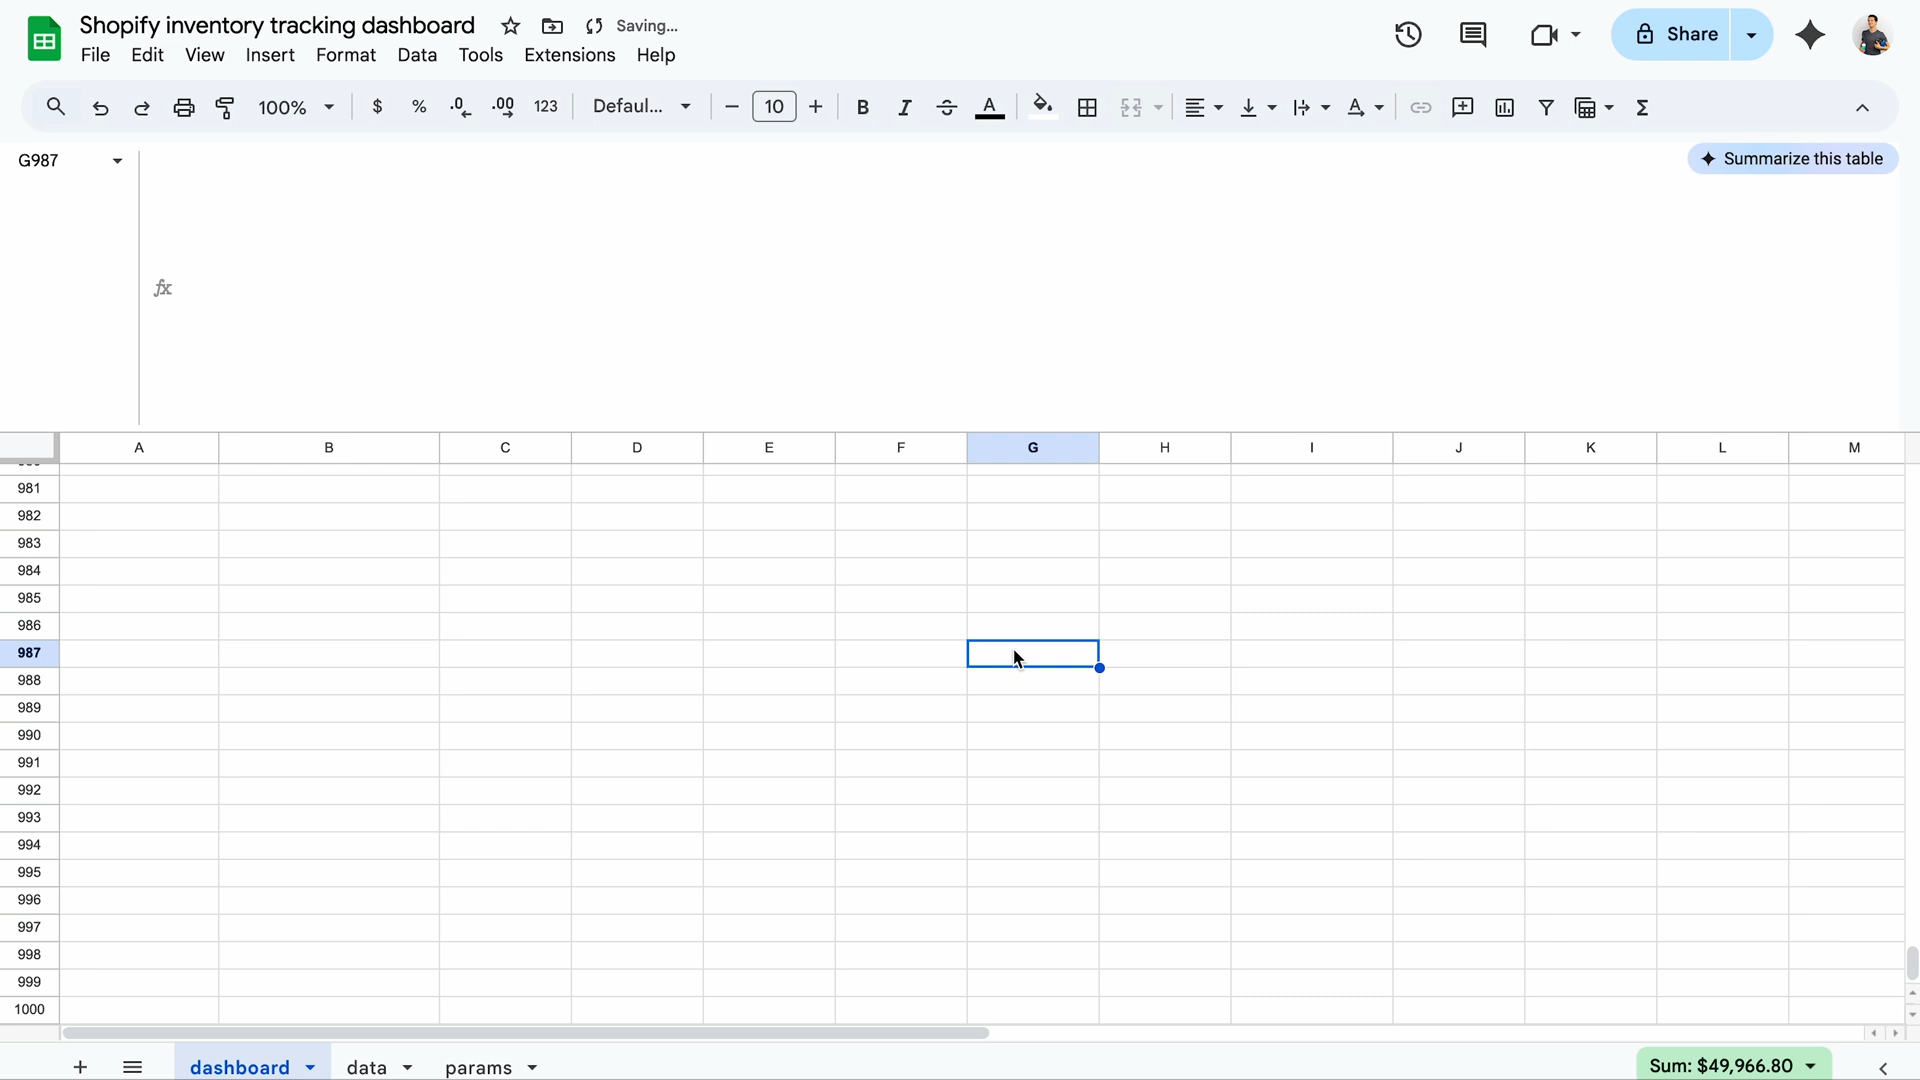 Shopify inventory tracking dashboard
Saving...
Share
File Edit View Insert Format Data Tools Extensions Help
100% $ % .0 .00 123 Defaul... 10 B I S A Σ
G987
Summarize this table
fx
A B C D E F G H I J K L M
981
982
983
984
985
986
987
988
989
990
991
992
993
994
995
996
997
998
999
1000
dashboard data params Sum: $49,966.80